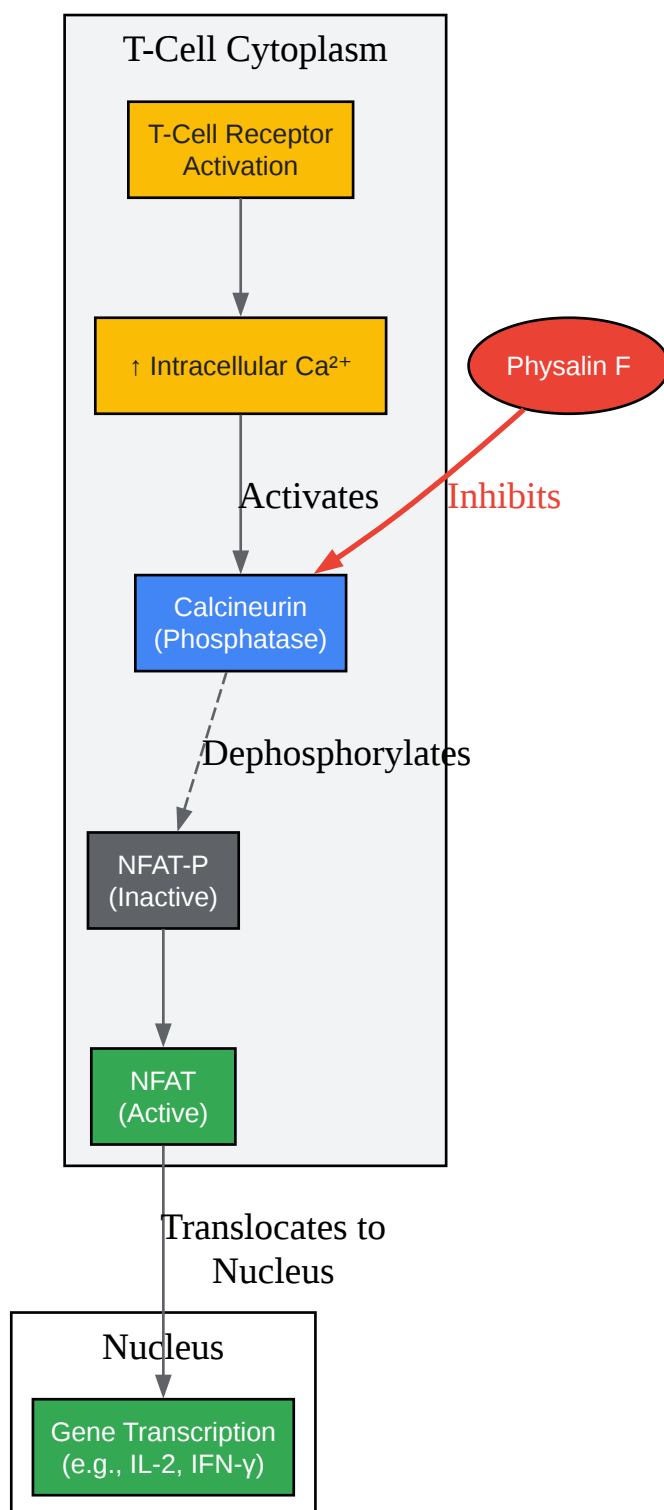 T-Cell Cytoplasm
T-Cell Receptor
Activation
↑ Intracellular Ca²⁺
Physalin F
Activates
Inhibits
Calcineurin
(Phosphatase)
Dephosphorylates
NFAT-P
(Inactive)
NFAT
(Active)
Translocates to
Nucleus
Nucleus
Gene Transcription
(e.g., IL-2, IFN-γ)